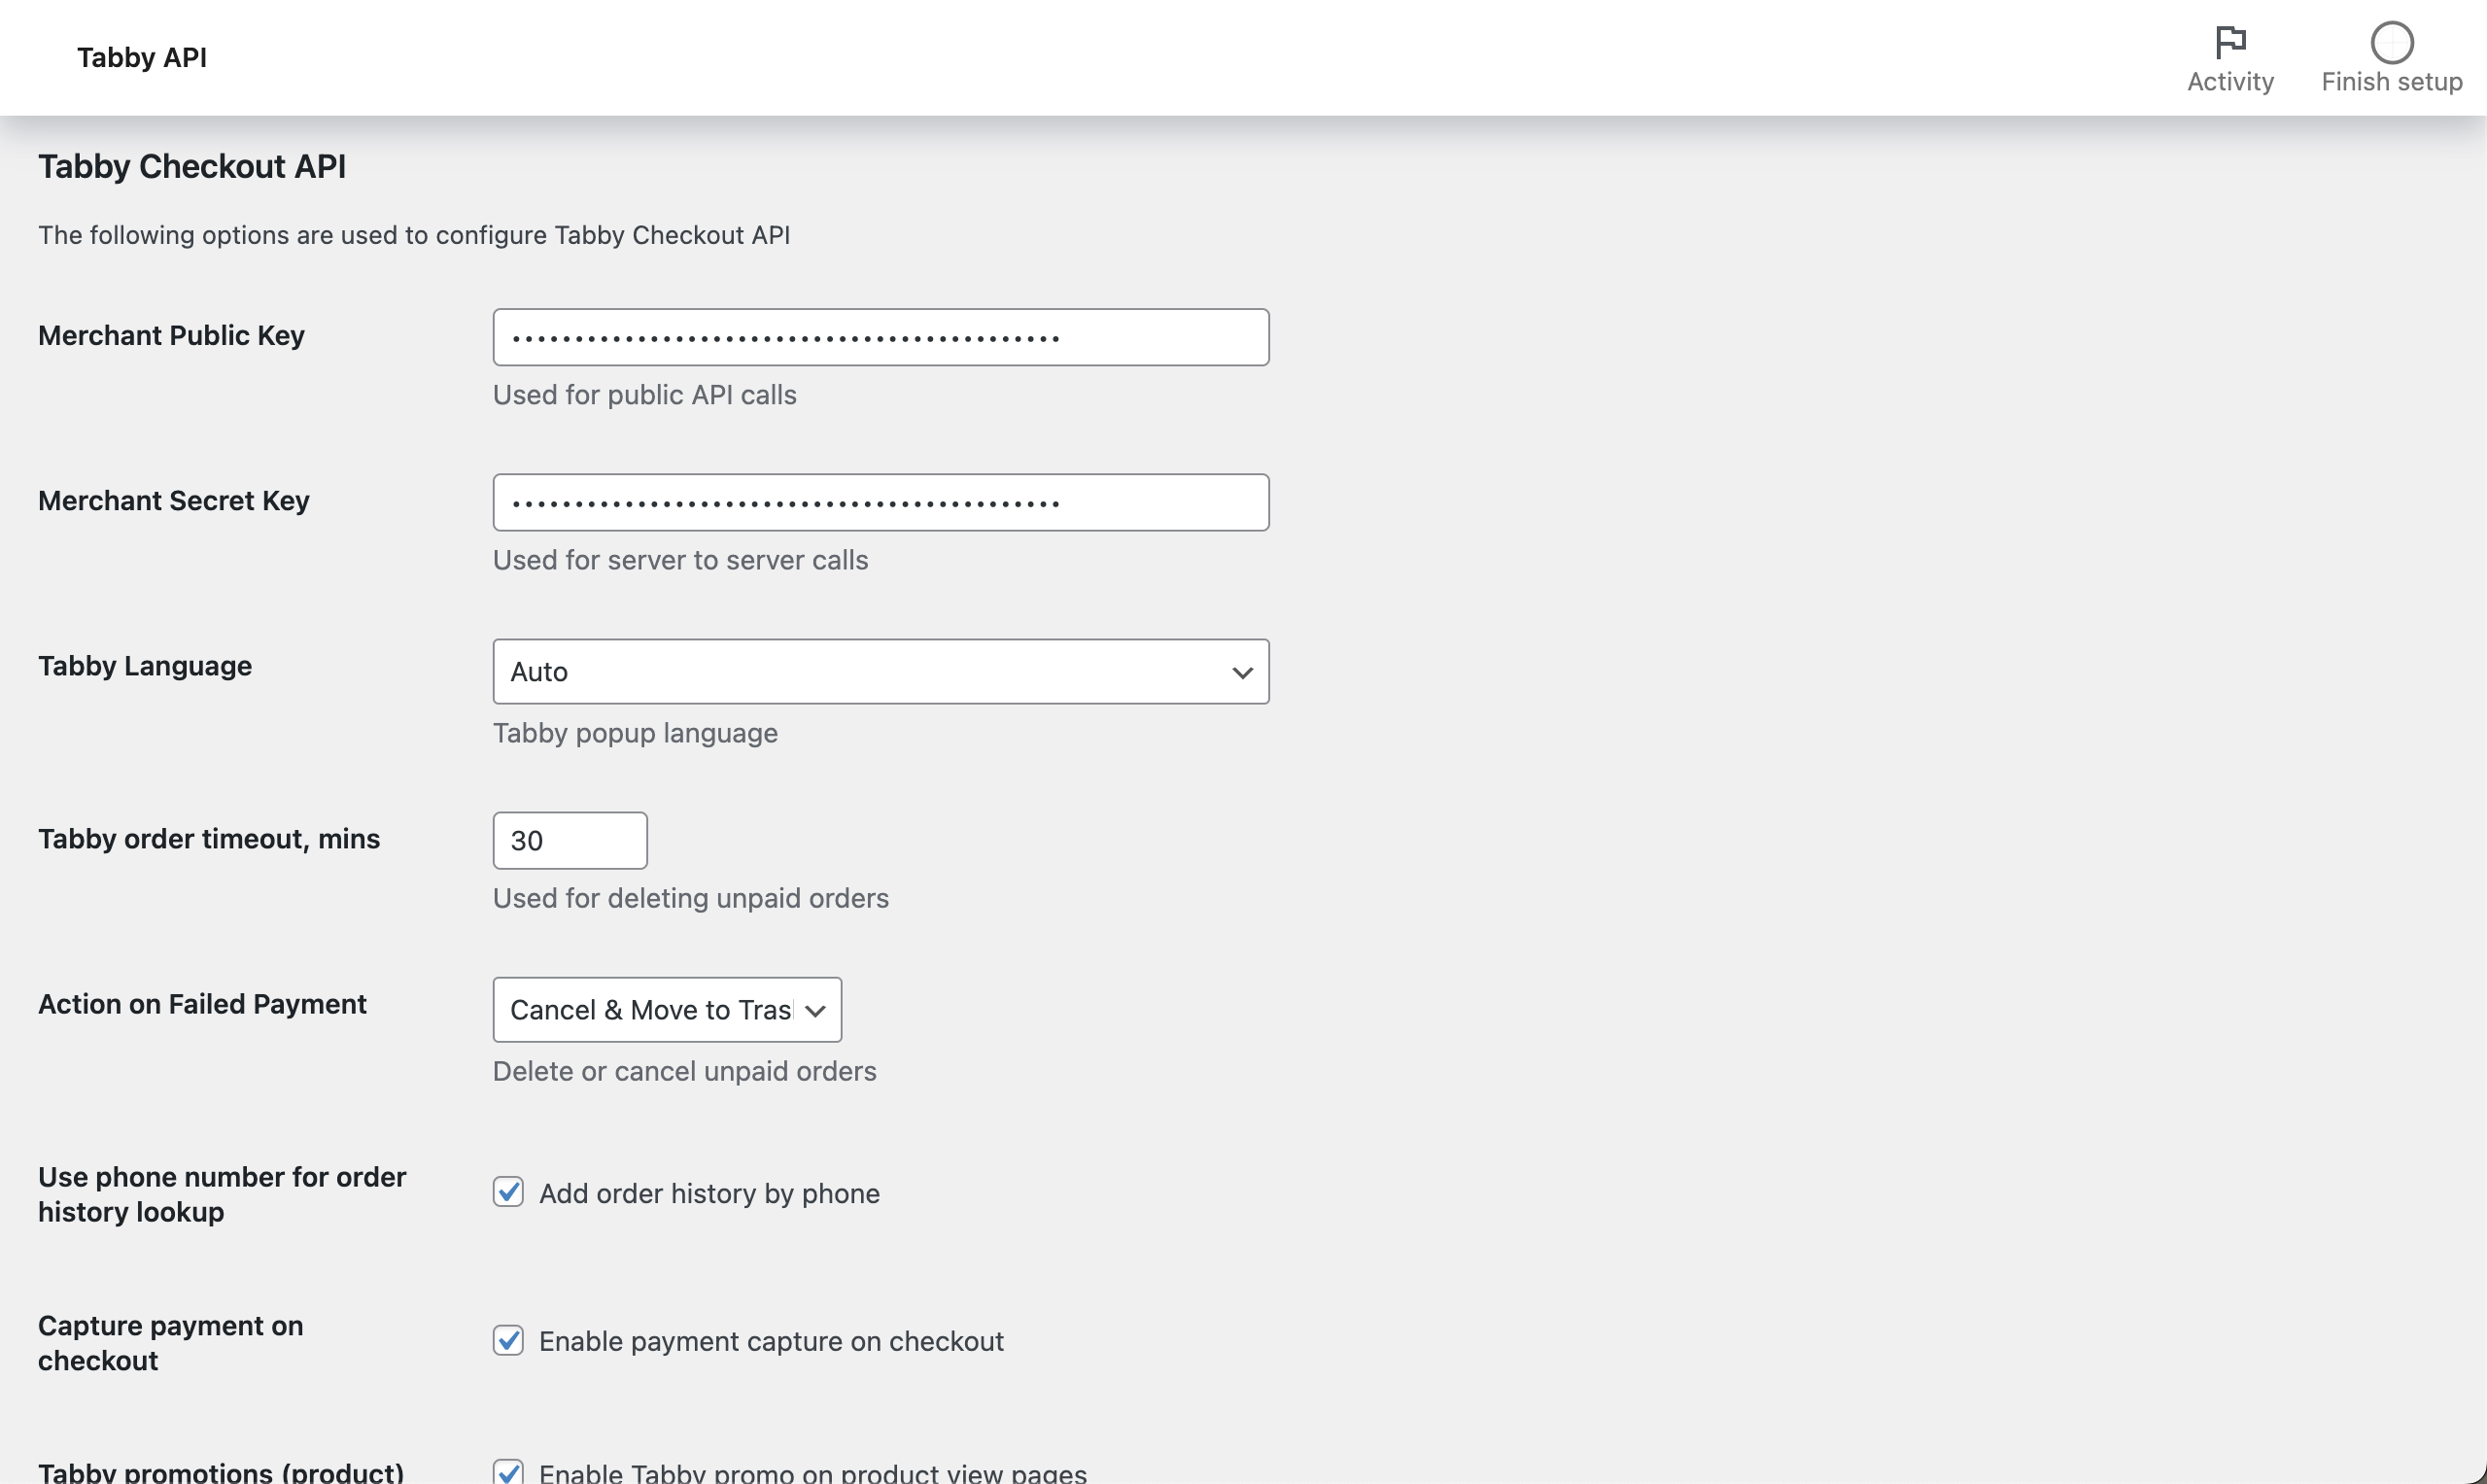 Tabby API
Activity
Finish setup
Tabby Checkout API
The following options are used to configure Tabby Checkout API
Merchant Public Key
••••••••••••••••••••••••••••••••••••••••••••
Used for public API calls
Merchant Secret Key
••••••••••••••••••••••••••••••••••••••••••••
Used for server to server calls
Tabby Language
Auto
Tabby popup language
Tabby order timeout, mins
30
Used for deleting unpaid orders
Action on Failed Payment
Cancel & Move to Tras
Delete or cancel unpaid orders
Use phone number for order
history lookup
Add order history by phone
Capture payment on
checkout
Enable payment capture on checkout
Tabby promotions (product)
Enable Tabby promo on product view pages